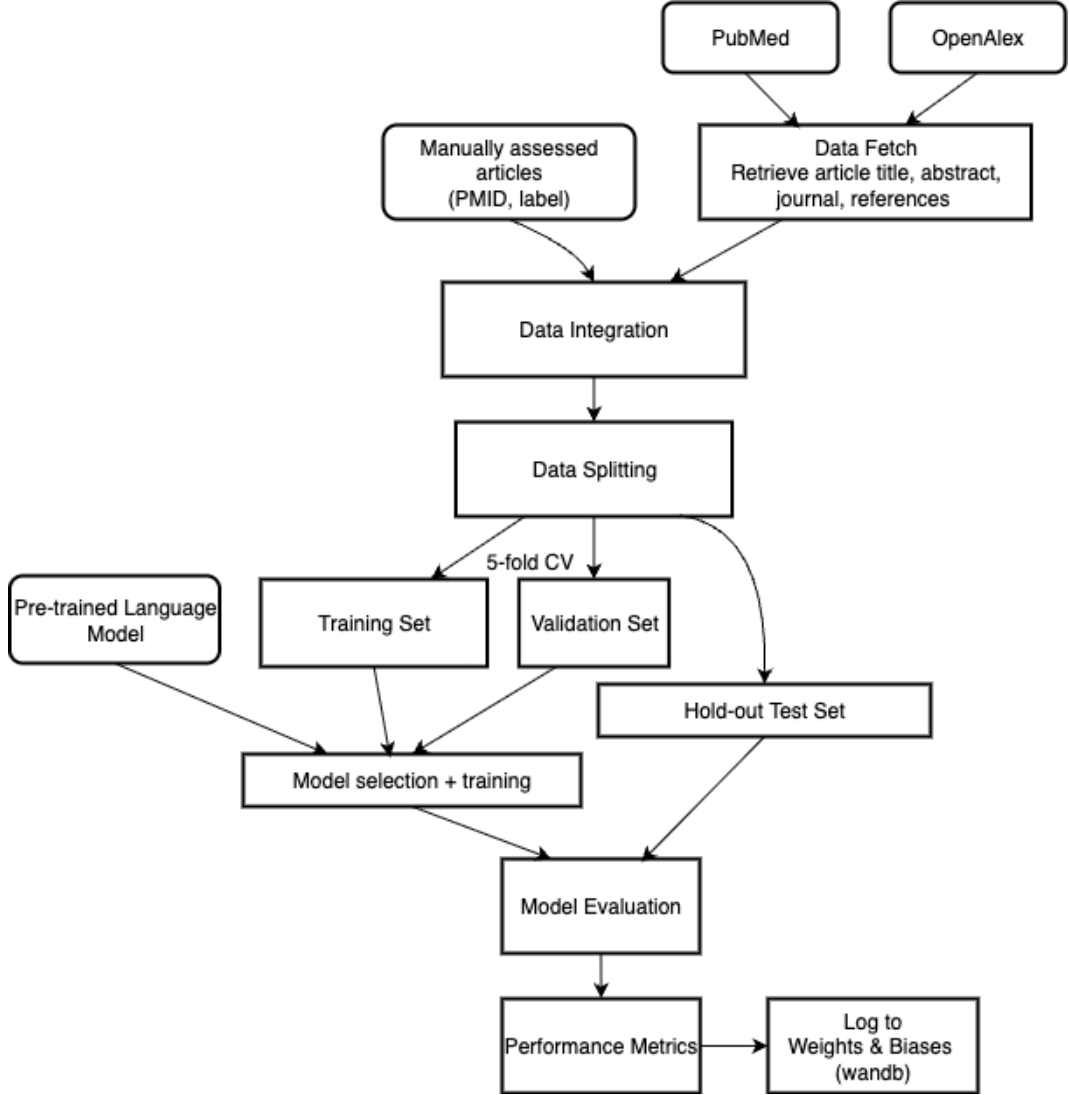 PubMed
OpenAlex
Manually assessed
articles
(PMID, label)
Data Fetch
Retrieve article title, abstract,
journal, references
Data Integration
Data Splitting
5-fold CV
Pre-trained Language
Model
Training Set
Validation Set
Hold-out Test Set
Model selection + training
Model Evaluation
Performance Metrics
Log to
Weights & Biases
(wandb)